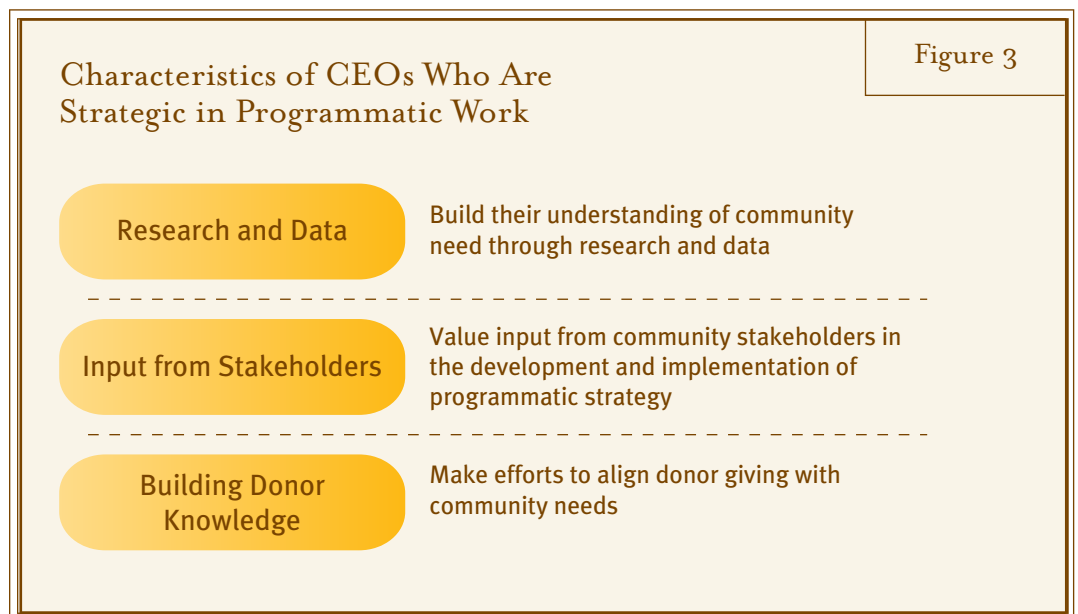 Figure 3
Characteristics of CEOs Who Are
Strategic in Programmatic Work
Research and Data
Build their understanding of community
need through research and data
Input from Stakeholders
Value input from community stakeholders in
the development and implementation of
programmatic strategy
Building Donor
Knowledge
Make efforts to align donor giving with
community needs